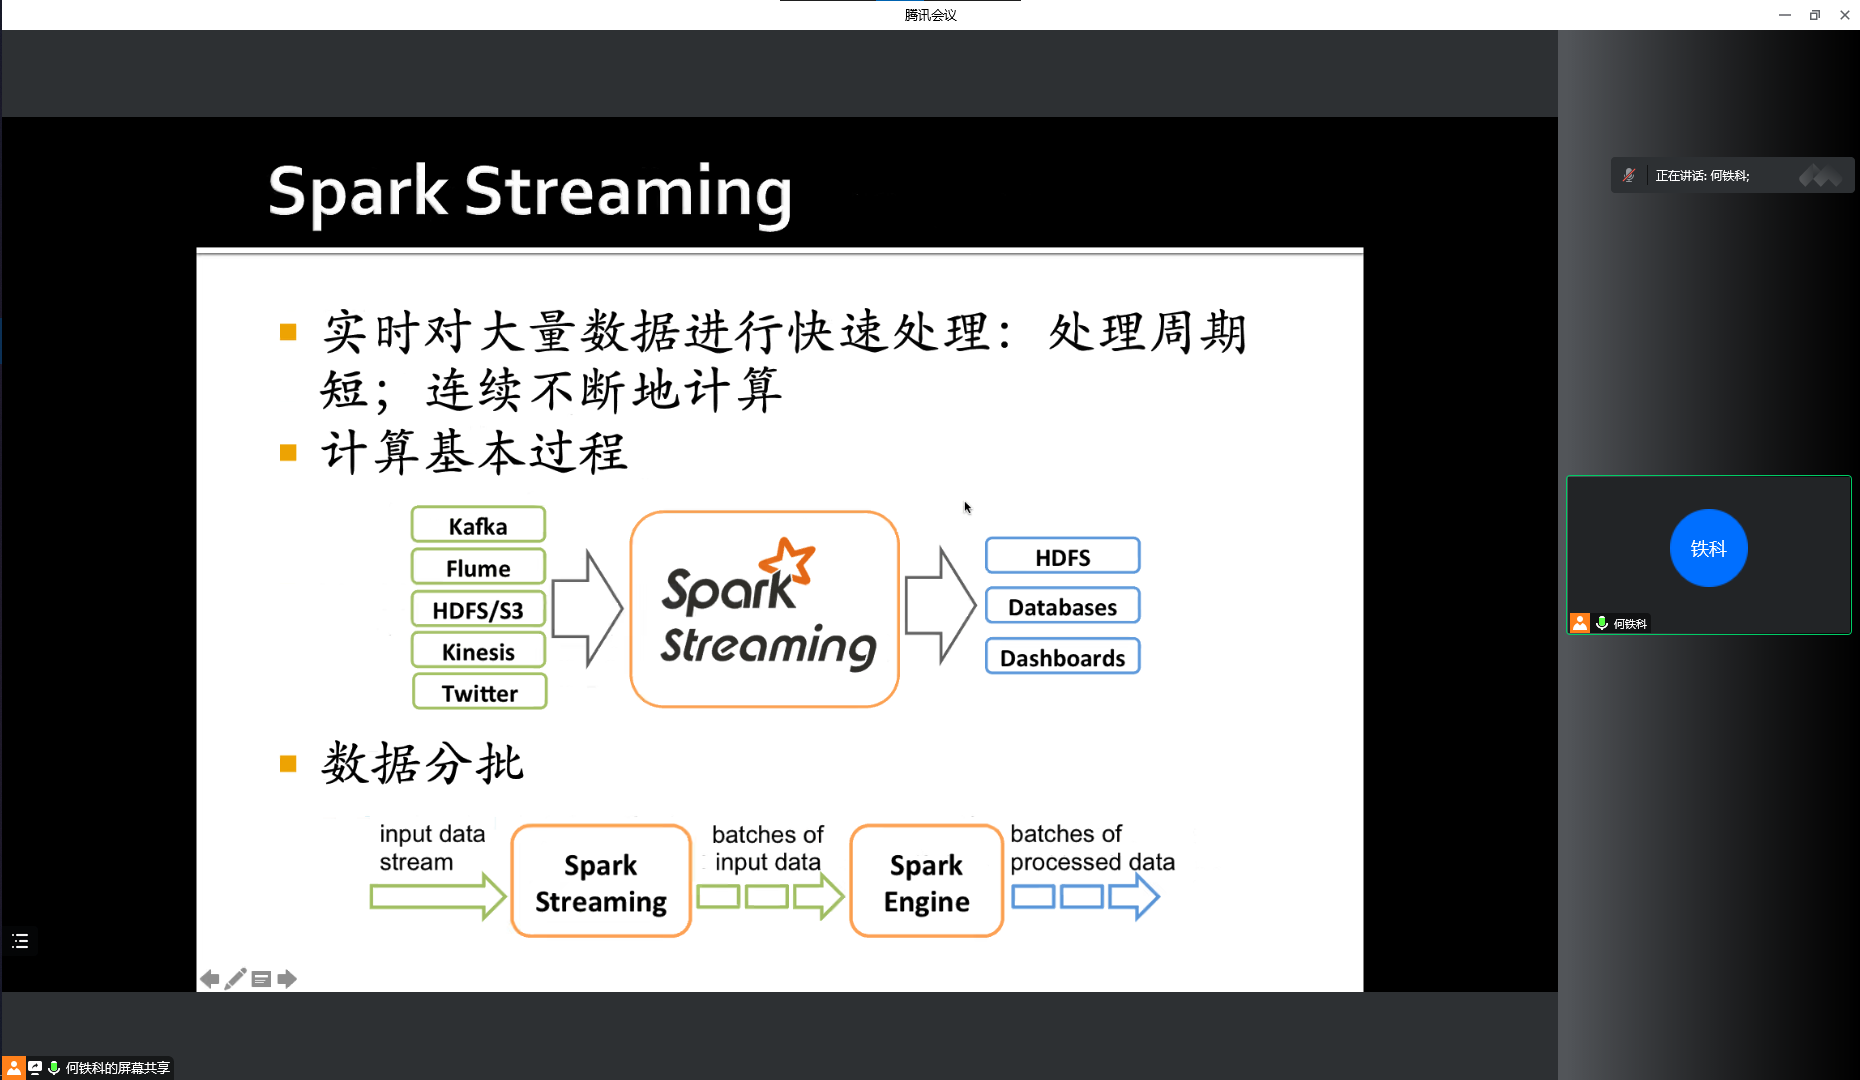 腾讯会议
正在讲话: 何铁科;
Spark Streaming
实时对大量数据进行快速处理：处理周期
短；连续不断地计算
计算基本过程
Kafka
Flume
HDFS/S3
Kinesis
Twitter
Spark
Streaming
HDFS
Databases
Dashboards
数据分批
input data
stream
Spark
Streaming
batches of
input data
Spark
Engine
batches of
processed data
铁科
何铁科
何铁科的屏幕共享